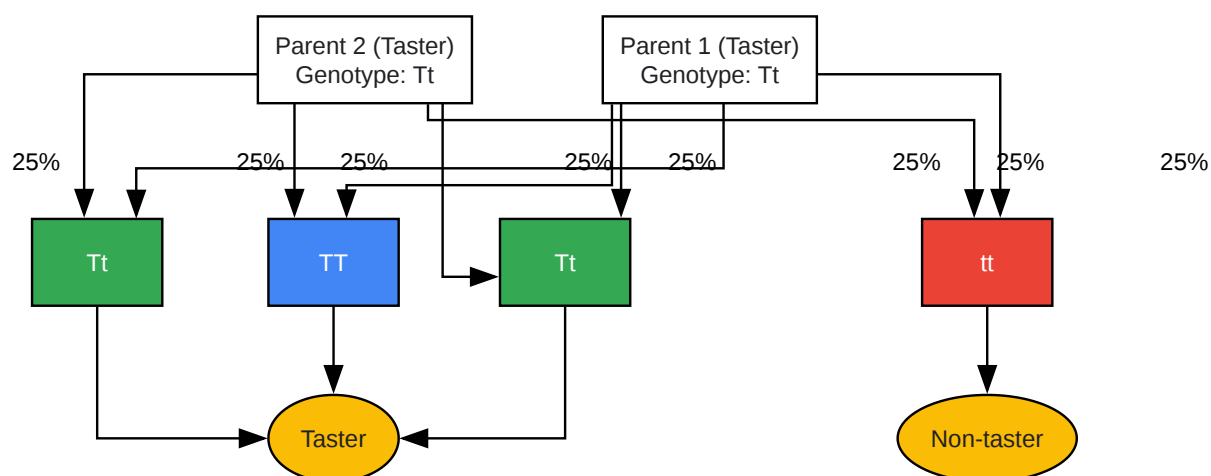 Parent 2 (Taster)
Genotype: Tt
Parent 1 (Taster)
Genotype: Tt
25%
25%
25%
25%
25%
25%
25%
25%
Tt
TT
Tt
tt
Taster
Non-taster